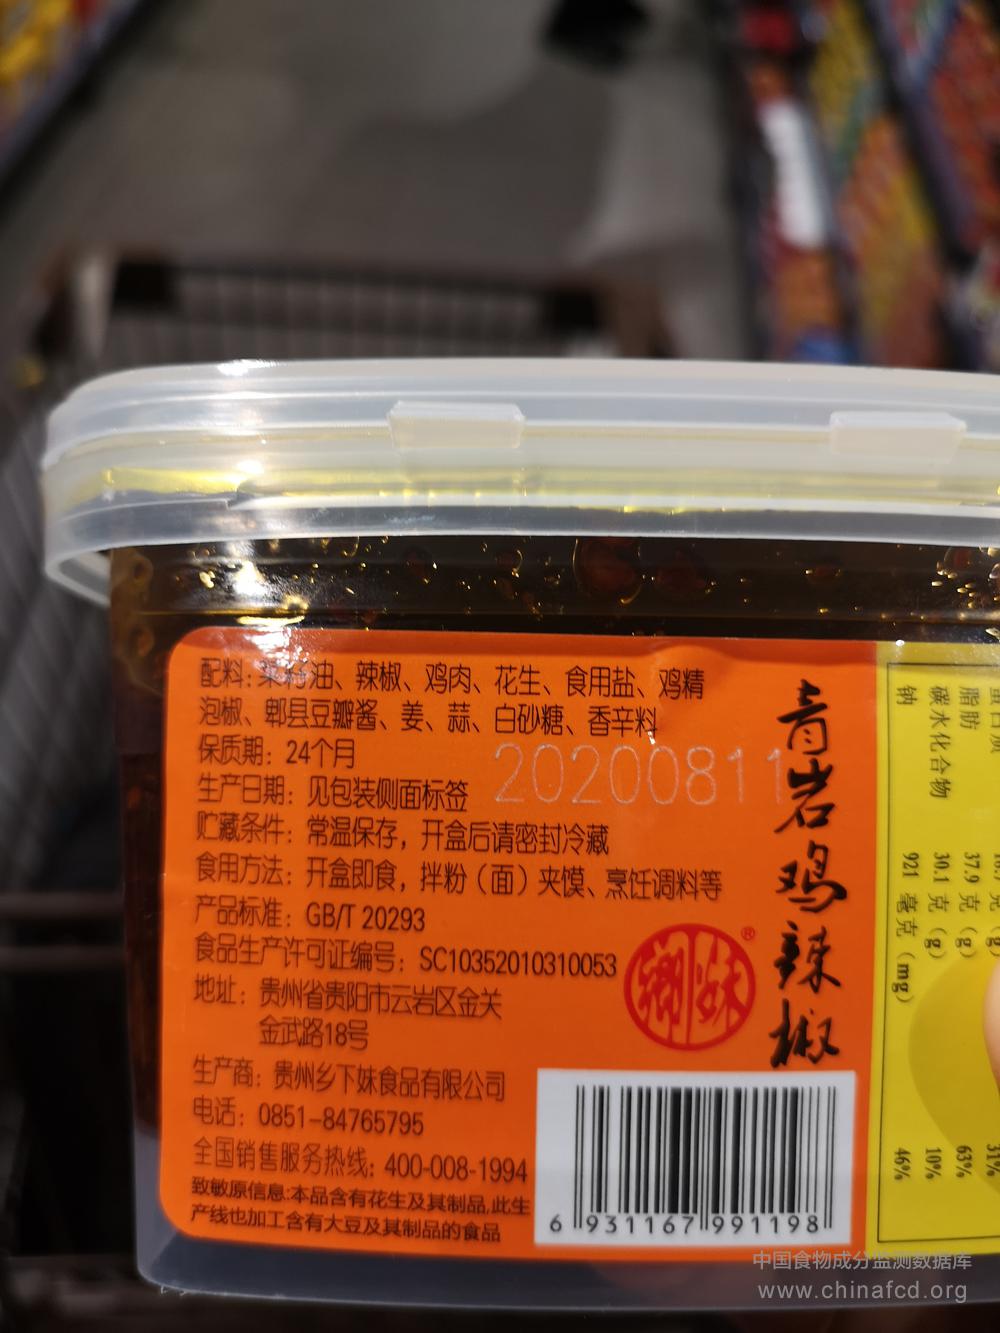 配料:菜籽油、辣椒、鸡肉、花生、食用盐、鸡精
泡椒、郫县豆瓣酱、姜、蒜、白砂糖、香辛料
保质期：24个月
生产日期：见包装侧面标签
20200811
贮藏条件：常温保存，开盒后请密封冷藏
食用方法：开盒即食，拌粉（面）夹馍、烹饪调料等
产品标准：GB/T 20293
食品生产许可证编号：SC10352010310053
地址：贵州省贵阳市云岩区金关
金武路18号
生产商：贵州乡下妹食品有限公司
电话：0851-84765795
全国销售服务热线：400-008-1994
致敏原信息:本品含有花生及其制品,此生
产线也加工含有大豆及其制品的食品
青岩鸡辣椒
®
6 931167 991198
脂肪 37.9 克（g） 63%
碳水化合物 30.1 克（g） 10%
钠 921 毫克（mg） 46%
中国食物成分监测数据库
www.chinafcd.org